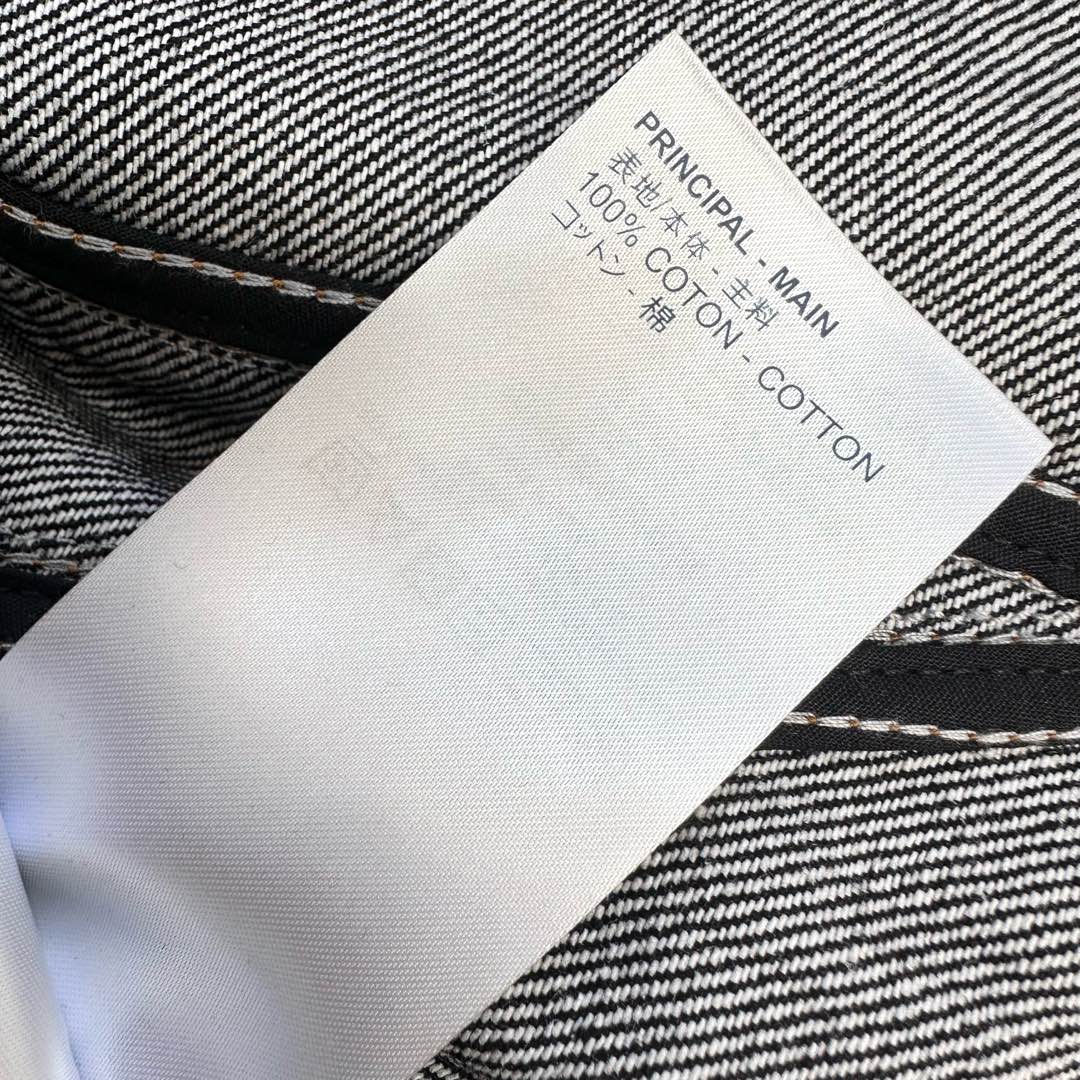 PRINCIPAL - MAIN
表地/本体 - 主料
100% COTON - COTTON
コットン - 棉